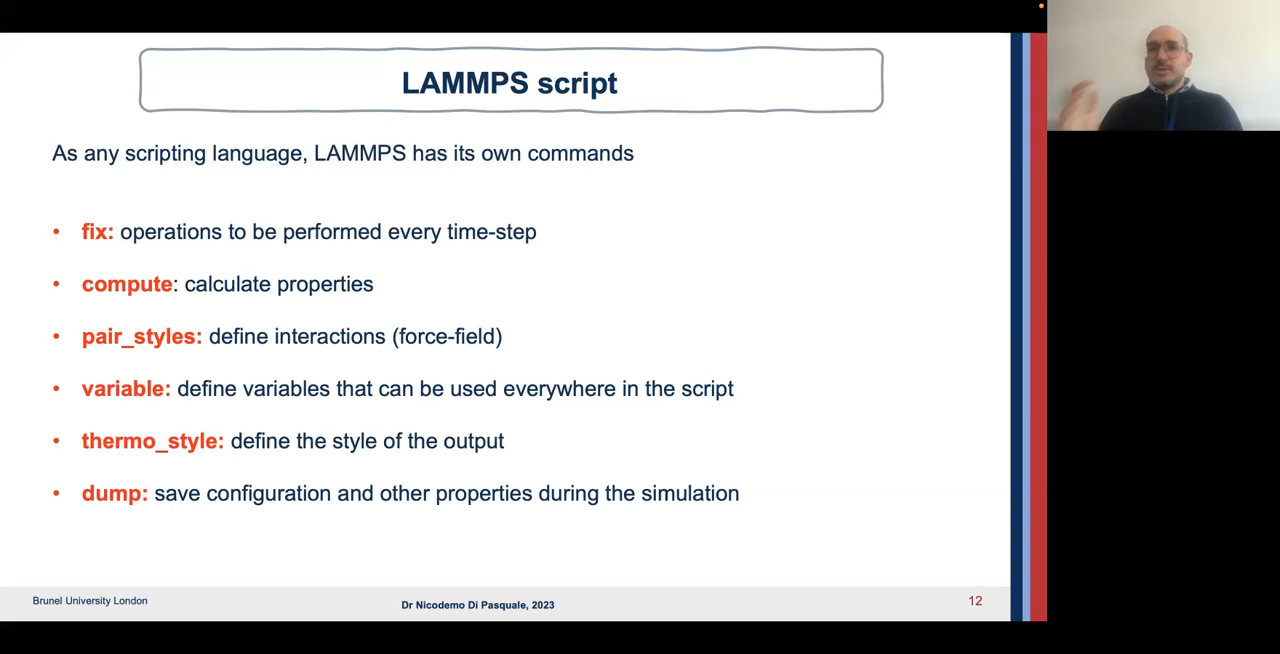 LAMMPS script
As any scripting language, LAMMPS has its own commands
• fix: operations to be performed every time-step
• compute: calculate properties
• pair_styles: define interactions (force-field)
• variable: define variables that can be used everywhere in the script
• thermo_style: define the style of the output
• dump: save configuration and other properties during the simulation
Brunel University London
Dr Nicodemo Di Pasquale, 2023
12